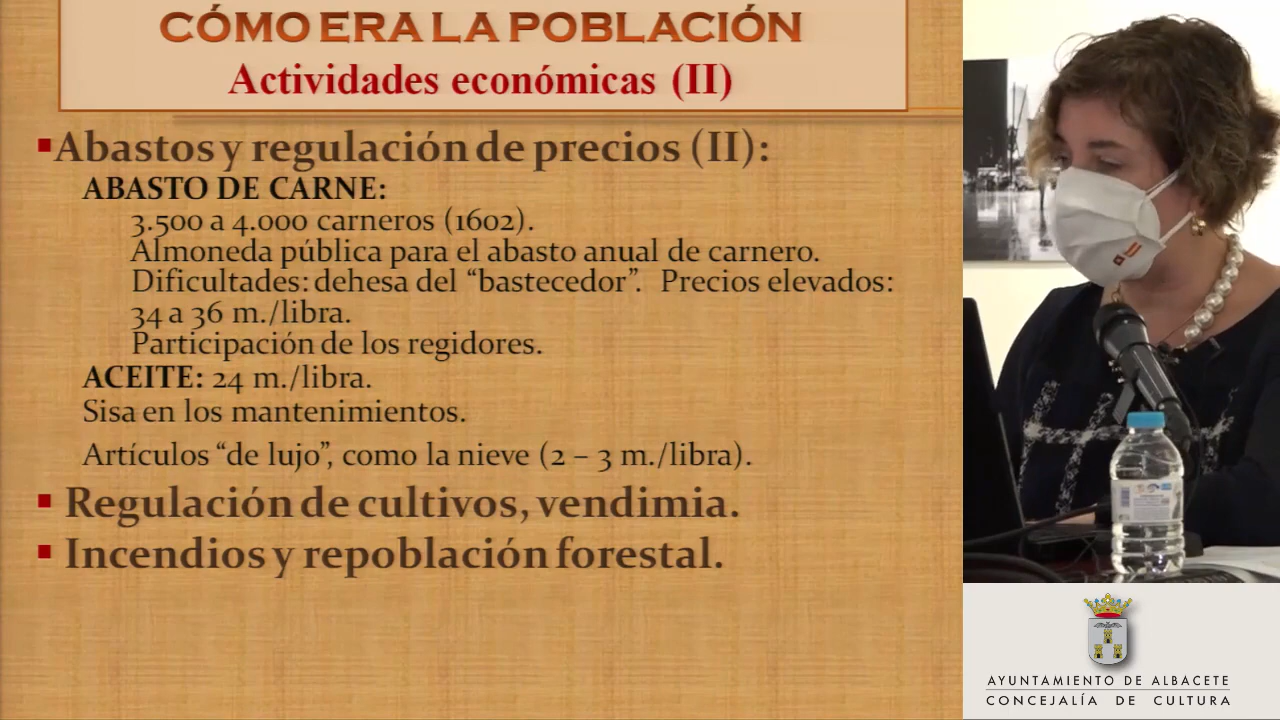 CÓMO ERA LA POBLACIÓN
Actividades económicas (II)
Abastos y regulación de precios (II):
ABASTO DE CARNE:
3.500 a 4.000 carneros (1602).
Almoneda pública para el abasto anual de carnero.
Dificultades: dehesa del “bastecedor”. Precios elevados:
34 a 36 m./libra.
Participación de los regidores.
ACEITE: 24 m./libra.
Sisa en los mantenimientos.
Artículos “de lujo”, como la nieve (2 – 3 m./libra).
Regulación de cultivos, vendimia.
Incendios y repoblación forestal.
AYUNTAMIENTO DE ALBACETE
CONCEJALÍA DE CULTURA